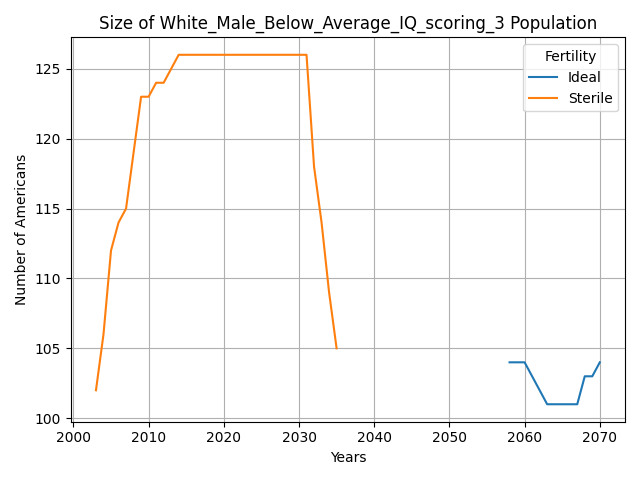 Size of White_Male_Below_Average_IQ_scoring_3 Population
Number of Americans
125
120
115
110
105
100
Fertility
Ideal
Sterile
2000 2010 2020 2030 2040 2050 2060 2070
Years